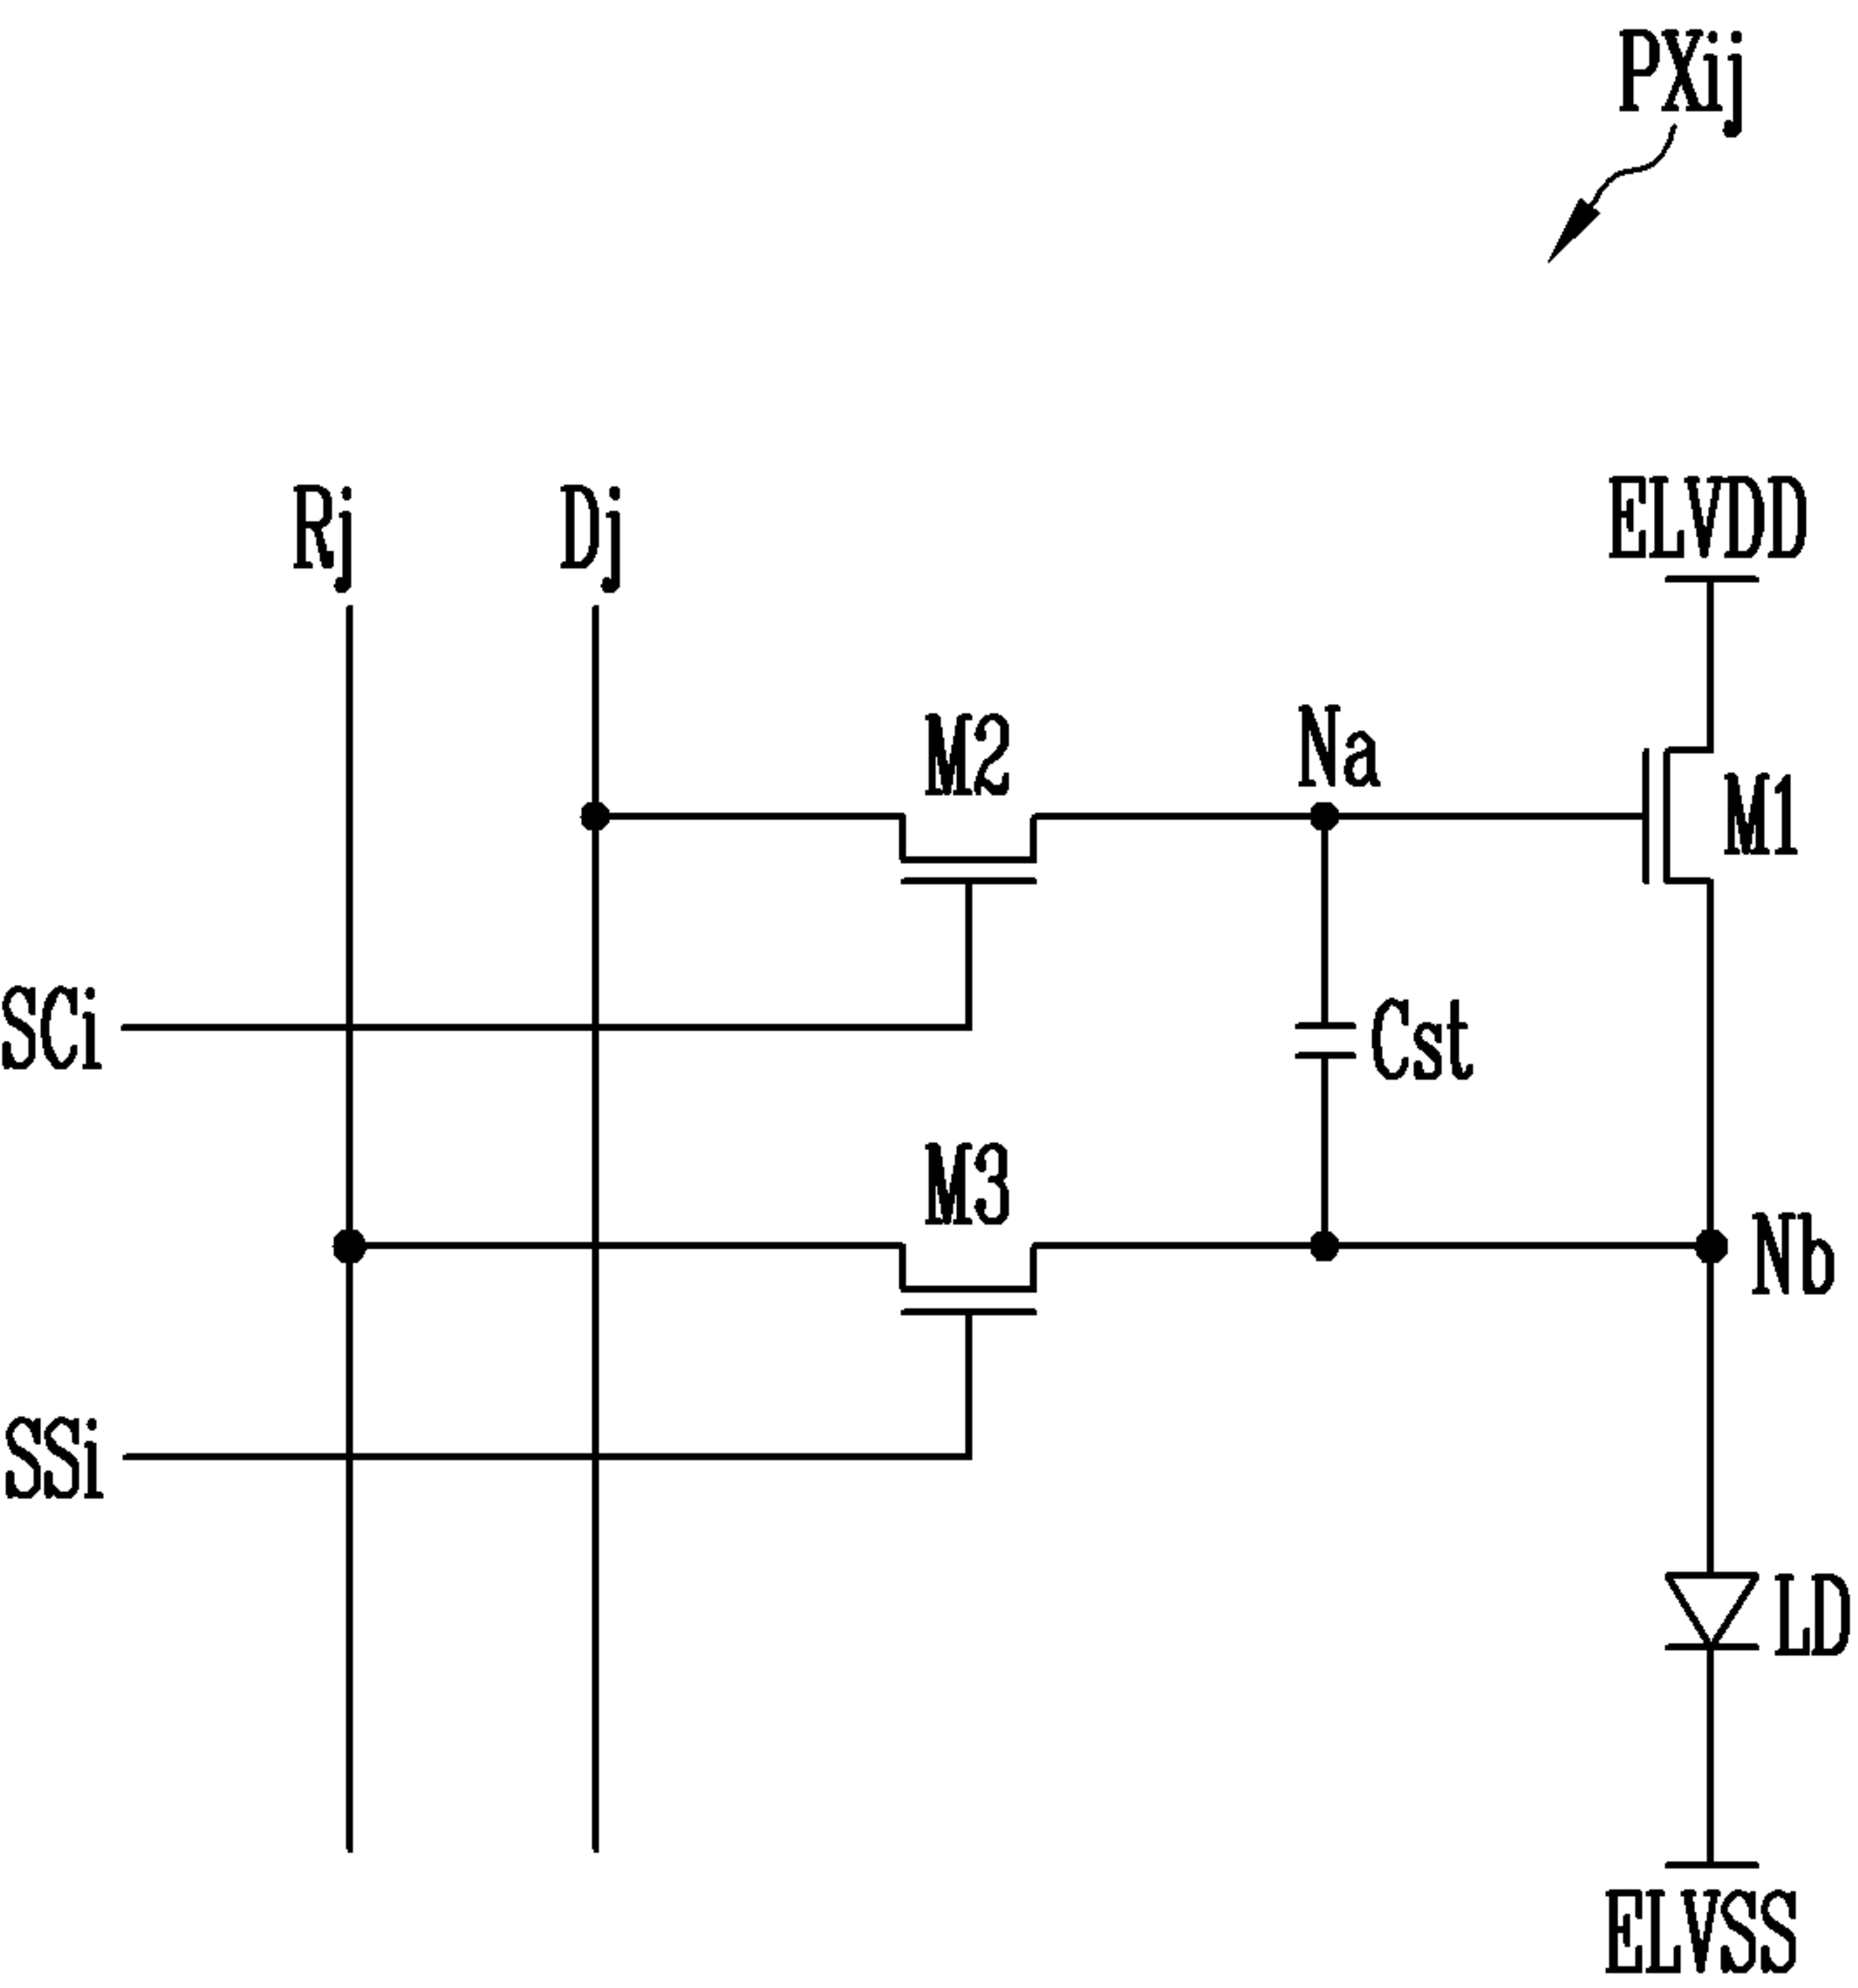 PXij
Rj
Dj
ELVDD
M2
Na
M1
SCi
Cst
M3
Nb
SSi
LD
ELVSS